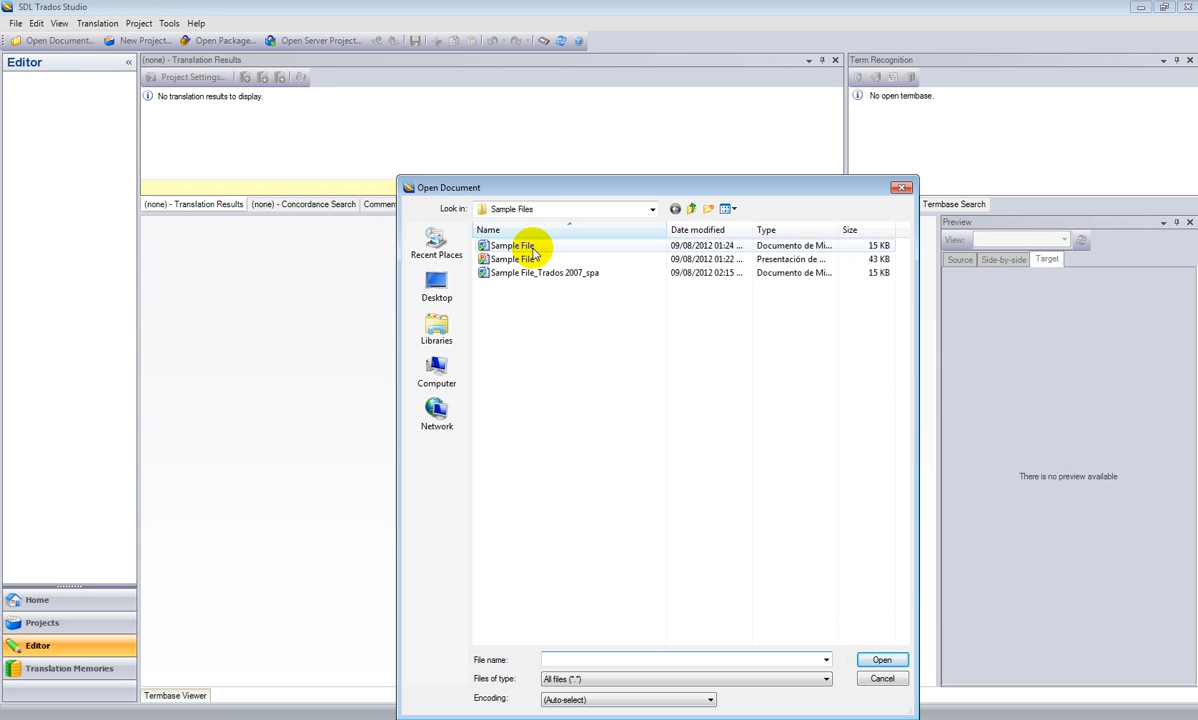 SDL Trados Studio
File Edit View Translation Project Tools Help
Open Document... New Project... Open Package... Open Server Project...
Editor «
(none) - Translation Results
Project Settings...
No translation results to display.
Term Recognition
No open termbase.
(none) - Translation Results (none) - Concordance Search Commen
Termbase Search
Open Document
Look in: Sample Files
Name Date modified Type Size
Sample File 09/08/2012 01:24 ... Documento de Mi... 15 KB
Sample File 09/08/2012 01:22 ... Presentación de ... 43 KB
Sample File_Trados 2007_spa 09/08/2012 02:15 ... Documento de Mi... 15 KB
Recent Places
Desktop
Libraries
Computer
Network
File name:
Open
Files of type: All files (*.*)
Cancel
Encoding: (Auto-select)
Preview
View:
Source Side-by-side Target
There is no preview available
Home
Projects
Editor
Translation Memories
Termbase Viewer